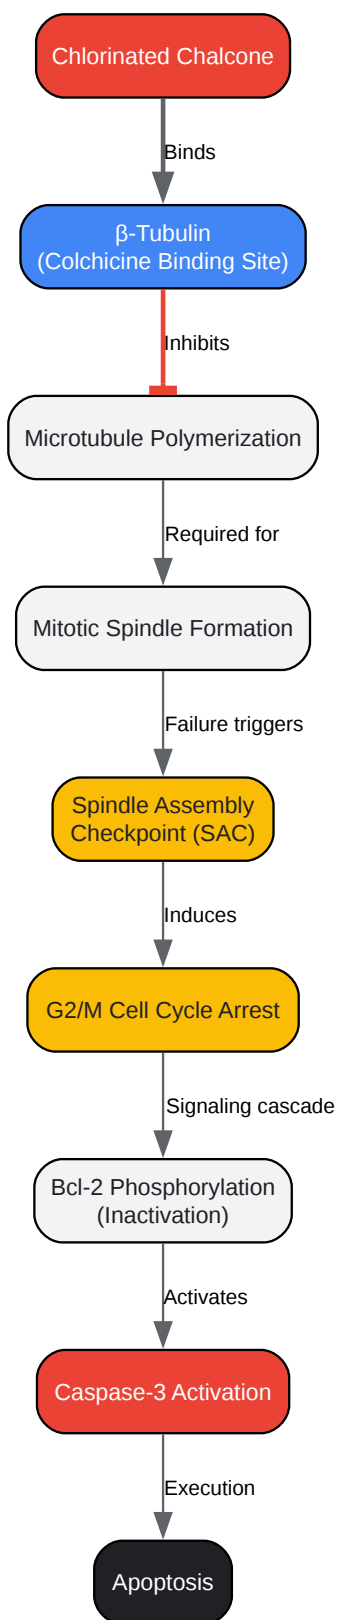 Chlorinated Chalcone
Binds
β-Tubulin
(Colchicine Binding Site)
Inhibits
Microtubule Polymerization
Required for
Mitotic Spindle Formation
Failure triggers
Spindle Assembly
Checkpoint (SAC)
Induces
G2/M Cell Cycle Arrest
Signaling cascade
Bcl-2 Phosphorylation
(Inactivation)
Activates
Caspase-3 Activation
Execution
Apoptosis